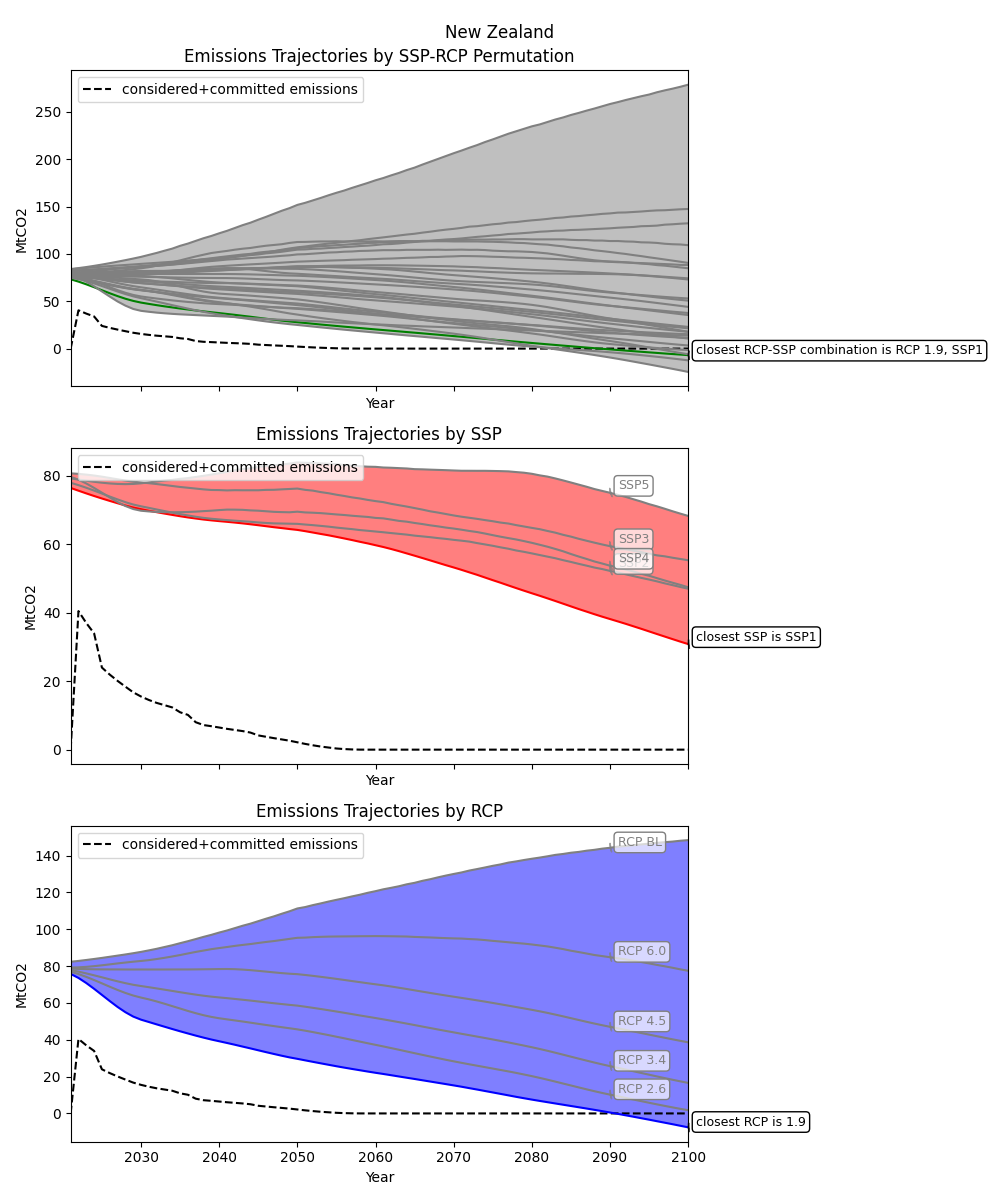 New Zealand
Emissions Trajectories by SSP-RCP Permutation
considered+committed emissions
250
200
150
100
50
0
MtCO2
closest RCP-SSP combination is RCP 1.9, SSP1
Year
Emissions Trajectories by SSP
considered+committed emissions
80
60
40
20
0
MtCO2
SSP5
SSP3
SSP4
closest SSP is SSP1
Year
Emissions Trajectories by RCP
considered+committed emissions
140
120
100
80
60
40
20
0
MtCO2
RCP BL
RCP 6.0
RCP 4.5
RCP 3.4
RCP 2.6
closest RCP is 1.9
2030 2040 2050 2060 2070 2080 2090 2100
Year